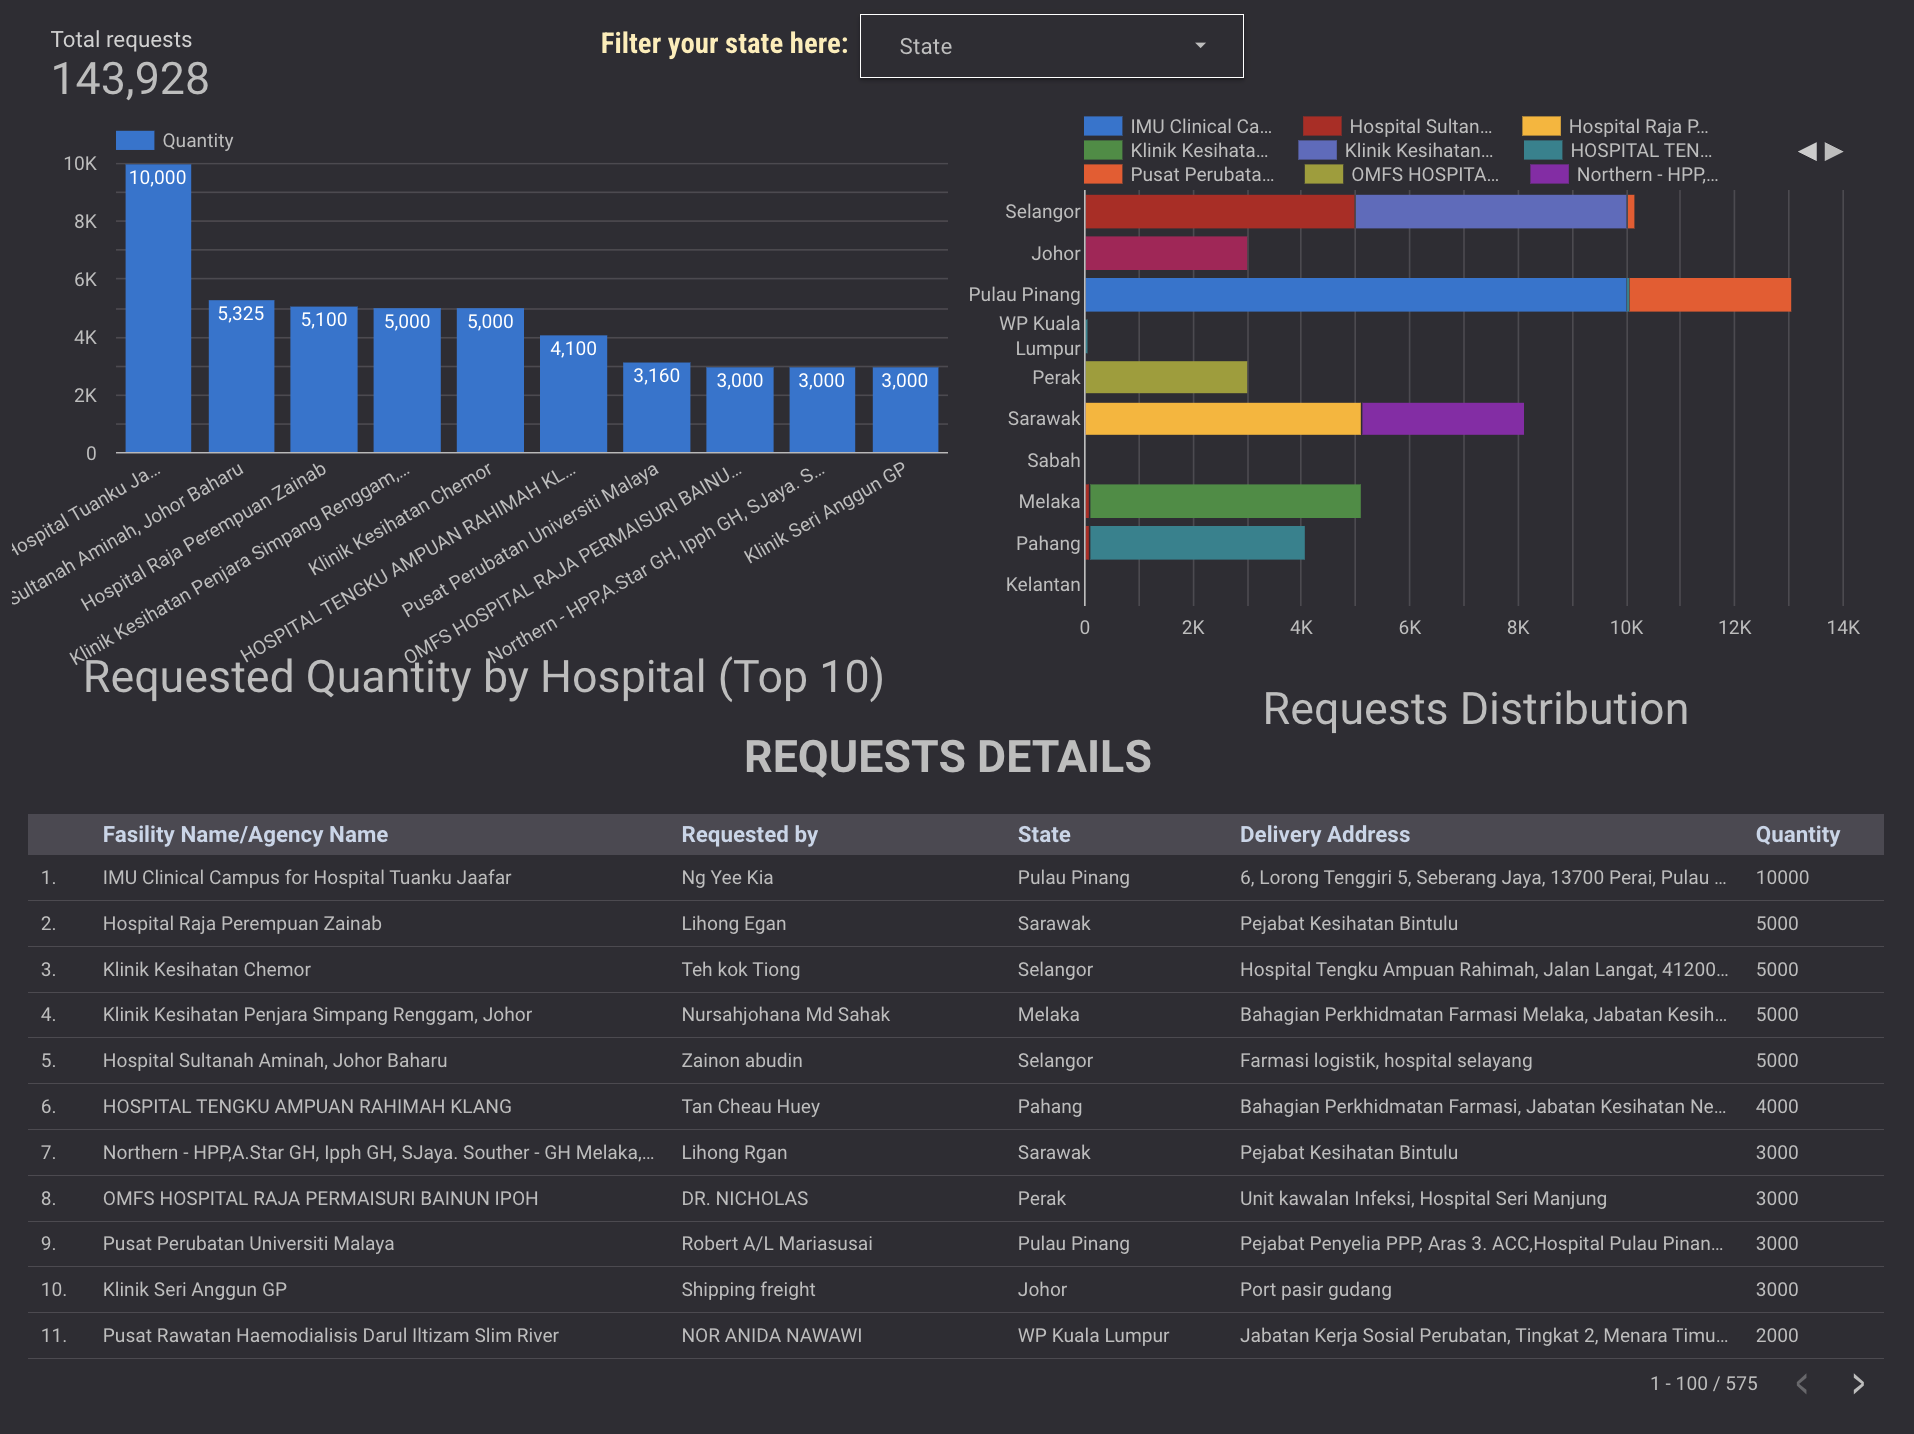 Total requests
143,928
Filter your state here:
State
Quantity
10K
8K
6K
4K
2K
0
10,000
5,325
5,100
5,000
5,000
4,100
3,160
3,000
3,000
3,000
Hospital Tuanku Ja...
Sultanah Aminah, Johor Baharu
Hospital Raja Perempuan Zainab
Klinik Kesihatan Penjara Simpang Renggam,...
Klinik Kesihatan Chemor
HOSPITAL TENGKU AMPUAN RAHIMAH KL...
Pusat Perubatan Universiti Malaya
OMFS HOSPITAL RAJA PERMAISURI BAINU...
Northern - HPP,A.Star GH, Ipph GH, SJaya. S...
Klinik Seri Anggun GP
Requested Quantity by Hospital (Top 10)
IMU Clinical Ca... Hospital Sultan... Hospital Raja P...
Klinik Kesihata... Klinik Kesihatan... HOSPITAL TEN...
Pusat Perubata... OMFS HOSPITA... Northern - HPP,...
Selangor
Johor
Pulau Pinang
WP Kuala
Lumpur
Perak
Sarawak
Sabah
Melaka
Pahang
Kelantan
0 2K 4K 6K 8K 10K 12K 14K
Requests Distribution
REQUESTS DETAILS
Fasility Name/Agency Name Requested by State Delivery Address Quantity
1. IMU Clinical Campus for Hospital Tuanku Jaafar Ng Yee Kia Pulau Pinang 6, Lorong Tenggiri 5, Seberang Jaya, 13700 Perai, Pulau ... 10000
2. Hospital Raja Perempuan Zainab Lihong Egan Sarawak Pejabat Kesihatan Bintulu 5000
3. Klinik Kesihatan Chemor Teh kok Tiong Selangor Hospital Tengku Ampuan Rahimah, Jalan Langat, 41200... 5000
4. Klinik Kesihatan Penjara Simpang Renggam, Johor Nursahjohana Md Sahak Melaka Bahagian Perkhidmatan Farmasi Melaka, Jabatan Kesih... 5000
5. Hospital Sultanah Aminah, Johor Baharu Zainon abudin Selangor Farmasi logistik, hospital selayang 5000
6. HOSPITAL TENGKU AMPUAN RAHIMAH KLANG Tan Cheau Huey Pahang Bahagian Perkhidmatan Farmasi, Jabatan Kesihatan Ne... 4000
7. Northern - HPP,A.Star GH, Ipph GH, SJaya. Souther - GH Melaka,... Lihong Rgan Sarawak Pejabat Kesihatan Bintulu 3000
8. OMFS HOSPITAL RAJA PERMAISURI BAINUN IPOH DR. NICHOLAS Perak Unit kawalan Infeksi, Hospital Seri Manjung 3000
9. Pusat Perubatan Universiti Malaya Robert A/L Mariasusai Pulau Pinang Pejabat Penyelia PPP, Aras 3. ACC,Hospital Pulau Pinan... 3000
10. Klinik Seri Anggun GP Shipping freight Johor Port pasir gudang 3000
11. Pusat Rawatan Haemodialisis Darul Iltizam Slim River NOR ANIDA NAWAWI WP Kuala Lumpur Jabatan Kerja Sosial Perubatan, Tingkat 2, Menara Timu... 2000
1 - 100 / 575